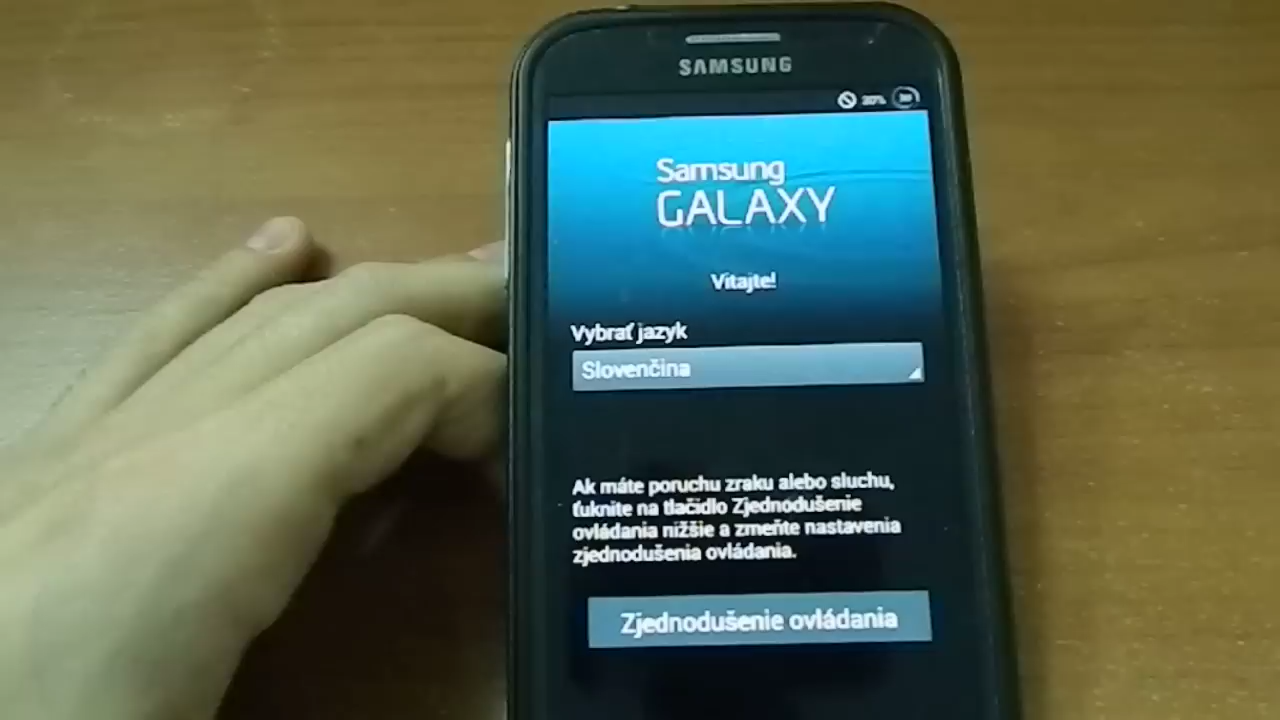 SAMSUNG
Samsung
GALAXY
Vitajte!
Vybrať jazyk
Slovenčina
Ak máte poruchu zraku alebo sluchu,
ťuknite na tlačidlo Zjednodušenie
ovládania nižšie a zmeňte nastavenia
zjednodušenia ovládania.
Zjednodušenie ovládania